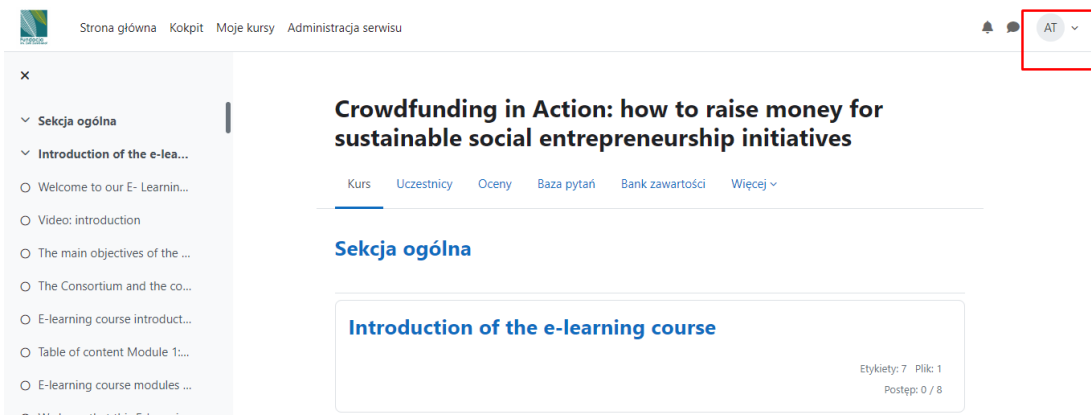 Strona główna Kokpit Moje kursy Administracja serwisu
AT
Sekcja ogólna
Introduction of the e-lea...
Welcome to our E- Learnin...
Video: introduction
The main objectives of the ...
The Consortium and the co...
E-learning course introduct...
Table of content Module 1:...
E-learning course modules ...
Crowdfunding in Action: how to raise money for
sustainable social entrepreneurship initiatives
Kurs Uczestnicy Oceny Baza pytań Bank zawartości Więcej
Sekcja ogólna
Introduction of the e-learning course
Etykiety: 7 Plik: 1
Postęp: 0 / 8